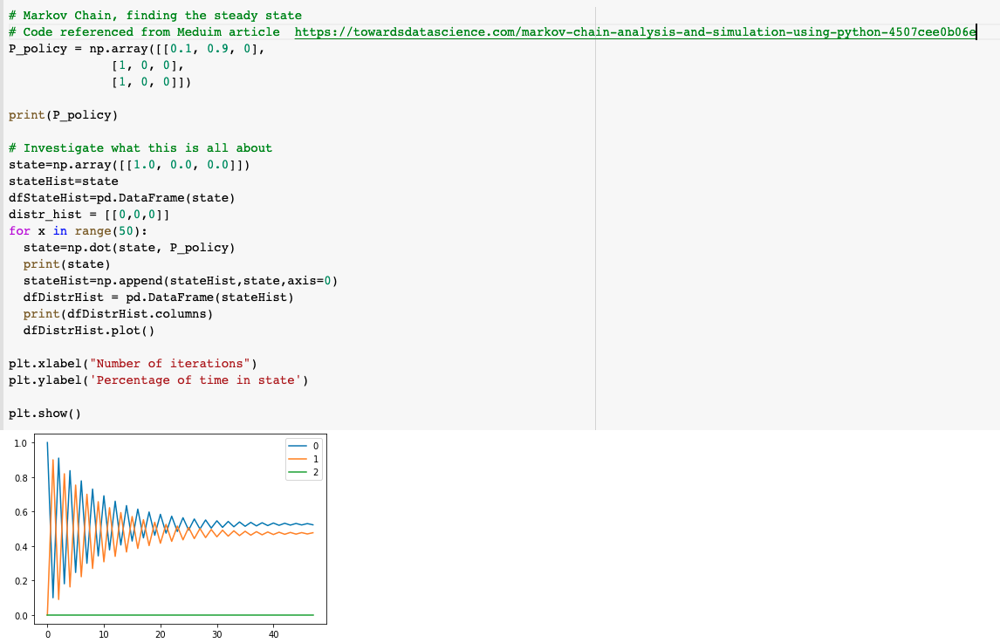 # Markov Chain, finding the steady state
# Code referenced from Meduim article  https://towardsdatascience.com/markov-chain-analysis-and-simulation-using-python-4507cee0b06e
P_policy = np.array([[0.1, 0.9, 0],
              [1, 0, 0],
              [1, 0, 0]])
print(P_policy)
# Investigate what this is all about
state=np.array([[1.0, 0.0, 0.0]])
stateHist=state
dfStateHist=pd.DataFrame(state)
distr_hist = [[0,0,0]]
for x in range(50):
  state=np.dot(state, P_policy)
  print(state)
  stateHist=np.append(stateHist,state,axis=0)
  dfDistrHist = pd.DataFrame(stateHist)
  print(dfDistrHist.columns)
  dfDistrHist.plot()
plt.xlabel("Number of iterations")
plt.ylabel('Percentage of time in state')
plt.show()
1.0
0.8
0.6
0.4
0.2
0.0
0
1
2
0 10 20 30 40